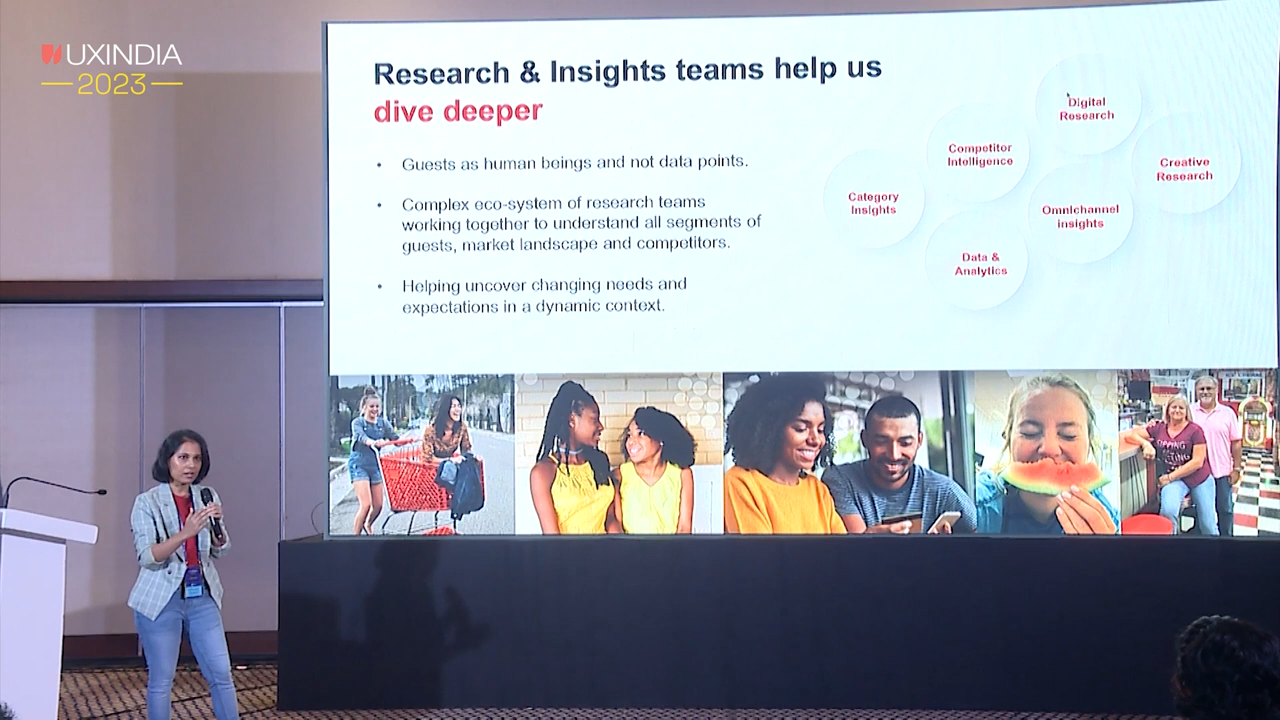 UXINDIA
2023
Research & Insights teams help us
dive deeper
• Guests as human beings and not data points.
• Complex eco-system of research teams
working together to understand all segments of
guests, market landscape and competitors.
• Helping uncover changing needs and
expectations in a dynamic context.
Digital
Research
Competitor
Intelligence
Creative
Research
Category
Insights
Omnichannel
insights
Data &
Analytics